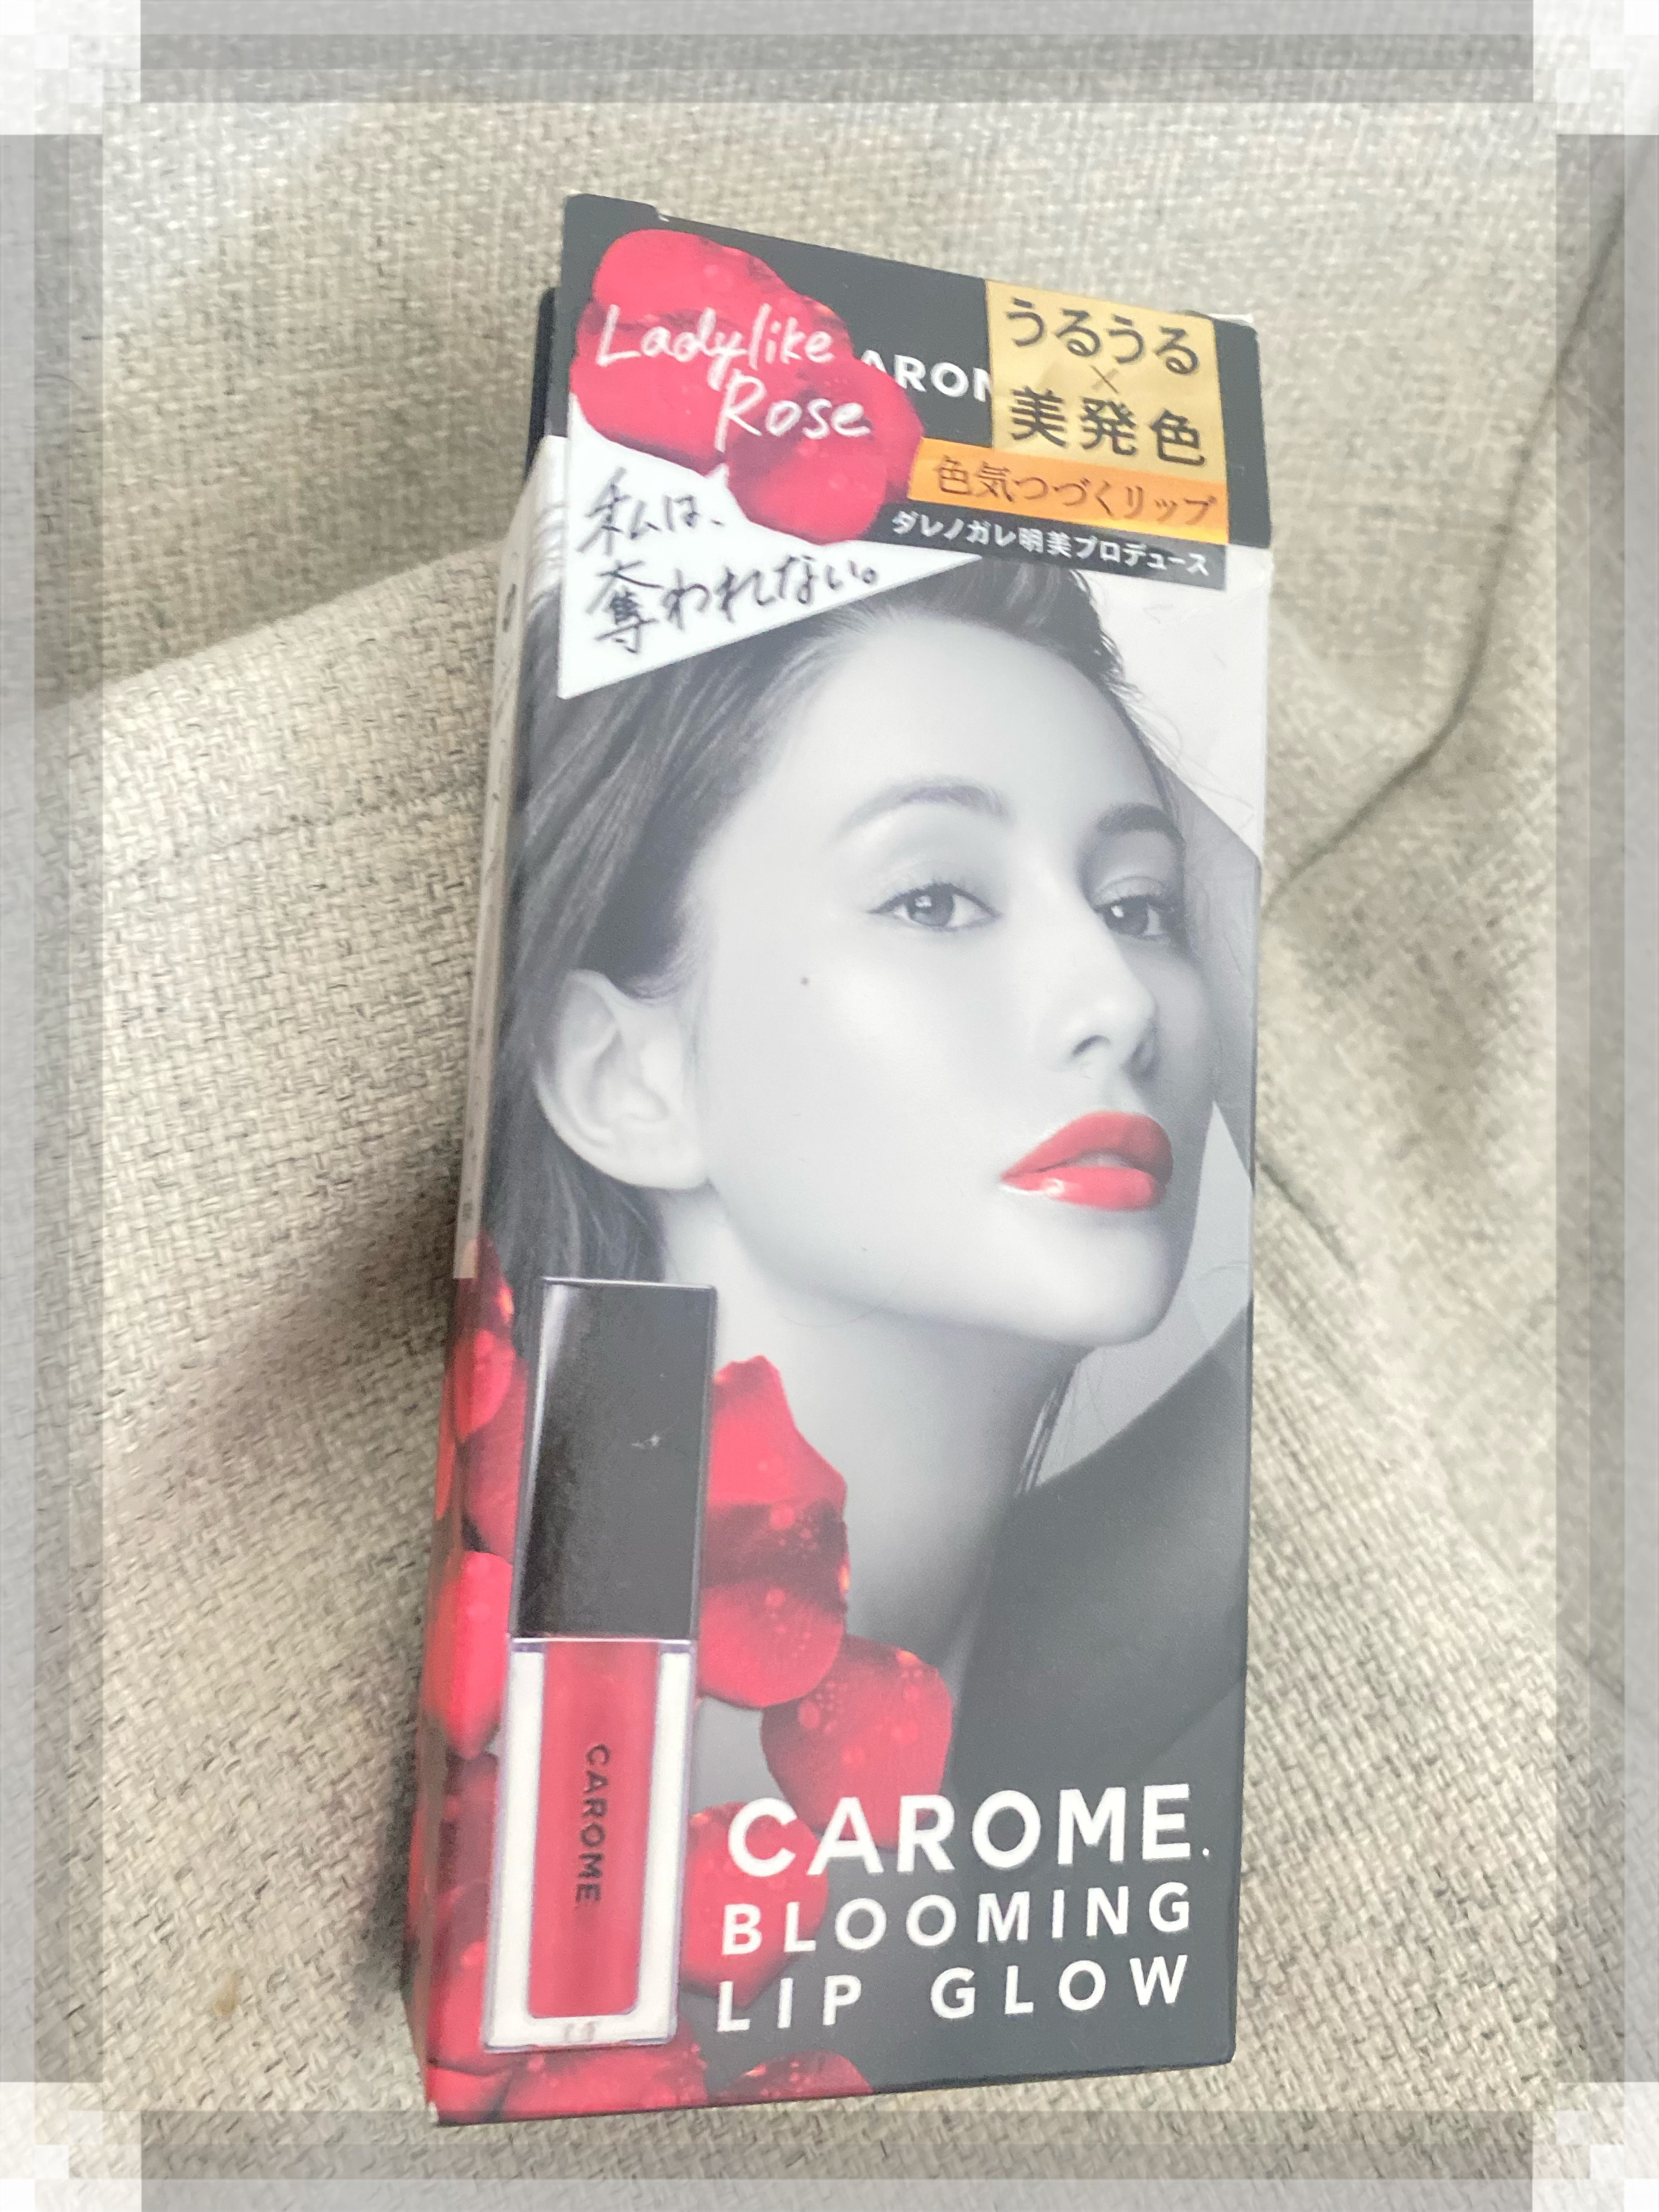 Ladylike
Rose
うるうる
×
美発色
色気つづくリップ
ダレノガレ明美プロデュース
私は、
奪われない。
CAROME
CAROME.
BLOOMING
LIP GLOW